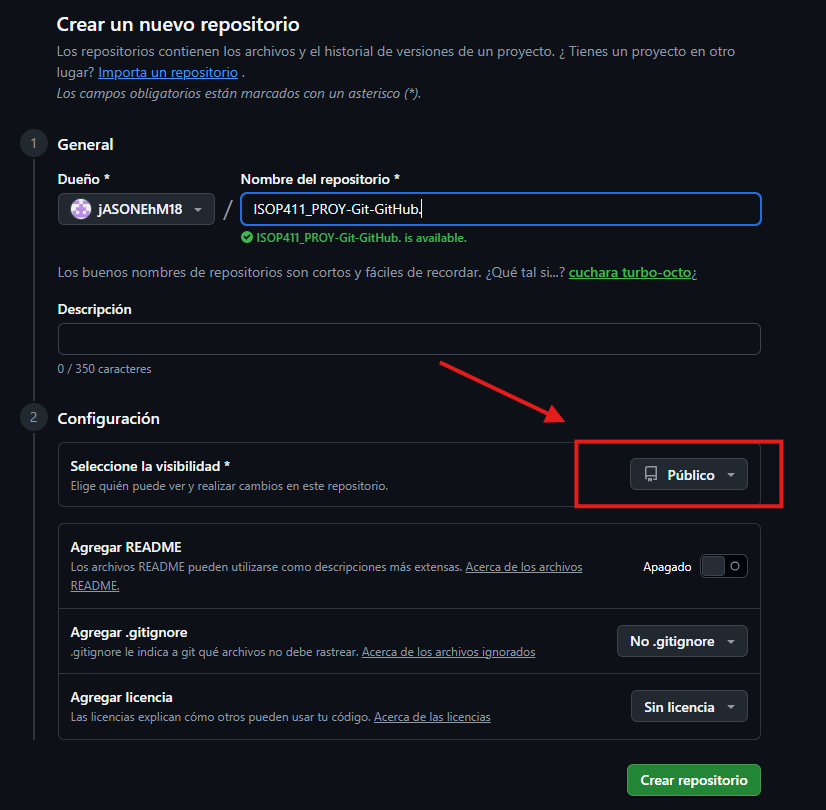 Crear un nuevo repositorio
Los repositorios contienen los archivos y el historial de versiones de un proyecto. ¿ Tienes un proyecto en otro
lugar? Importa un repositorio .
Los campos obligatorios están marcados con un asterisco (*).
1 General
Dueño * Nombre del repositorio *
jASONEhM18 / ISOP411_PROY-Git-GitHub.
ISOP411_PROY-Git-GitHub. is available.
Los buenos nombres de repositorios son cortos y fáciles de recordar. ¿Qué tal si...? cuchara turbo-octo¿
Descripción
0 / 350 caracteres
2 Configuración
Seleccione la visibilidad *
Elige quién puede ver y realizar cambios en este repositorio.
Público
Agregar README
Los archivos README pueden utilizarse como descripciones más extensas. Acerca de los archivos
README.
Apagado
Agregar .gitignore
.gitignore le indica a git qué archivos no debe rastrear. Acerca de los archivos ignorados
No .gitignore
Agregar licencia
Las licencias explican cómo otros pueden usar tu código. Acerca de las licencias
Sin licencia
Crear repositorio